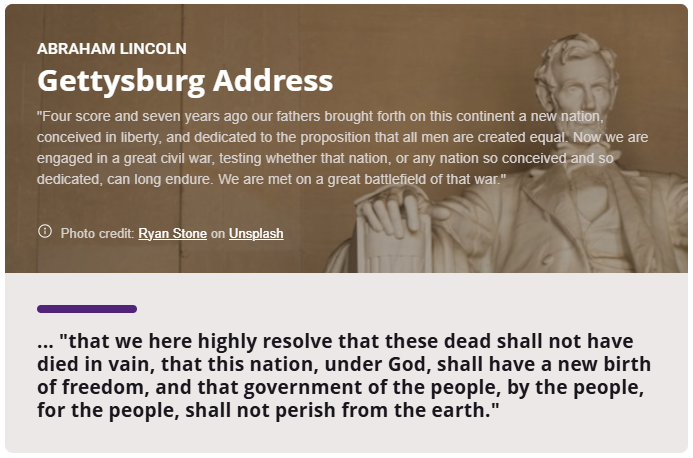 ABRAHAM LINCOLN
Gettysburg Address
"Four score and seven years ago our fathers brought forth on this continent a new nation,
conceived in liberty, and dedicated to the proposition that all men are created equal. Now we are
engaged in a great civil war, testing whether that nation, or any nation so conceived and so
dedicated, can long endure. We are met on a great battlefield of that war."
Photo credit: Ryan Stone on Unsplash
... "that we here highly resolve that these dead shall not have
died in vain, that this nation, under God, shall have a new birth
of freedom, and that government of the people, by the people,
for the people, shall not perish from the earth."